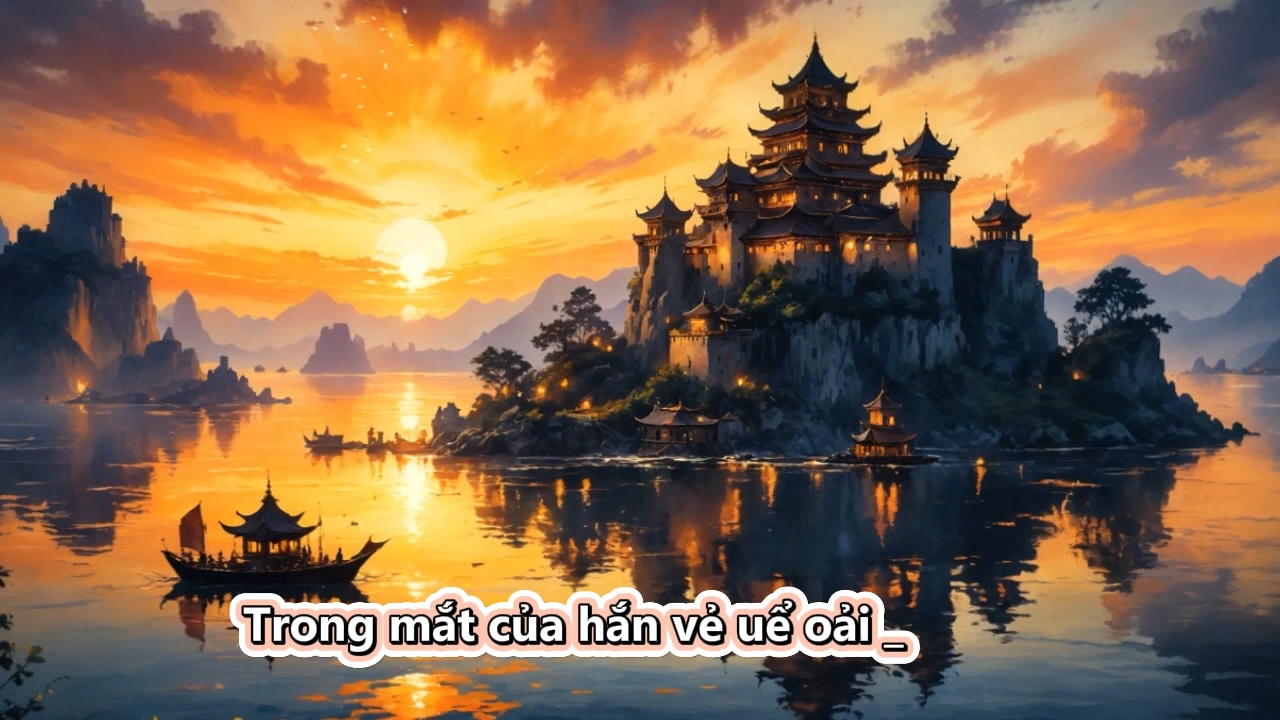 Trong mắt của hắn vẻ uể oải _